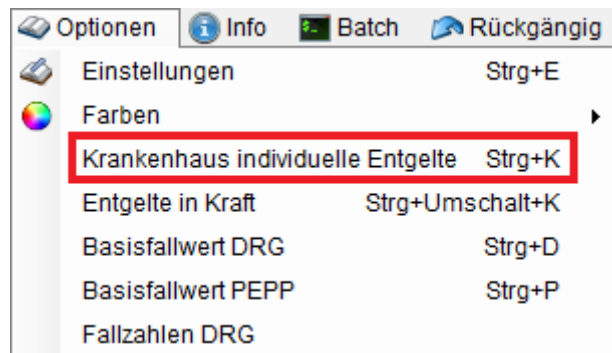 Optionen Info Batch Rückgängig
Einstellungen Strg+E
Farben
Krankenhaus individuelle Entgelte Strg+K
Entgelte in Kraft Strg+Umschalt+K
Basisfallwert DRG Strg+D
Basisfallwert PEPP Strg+P
Fallzahlen DRG